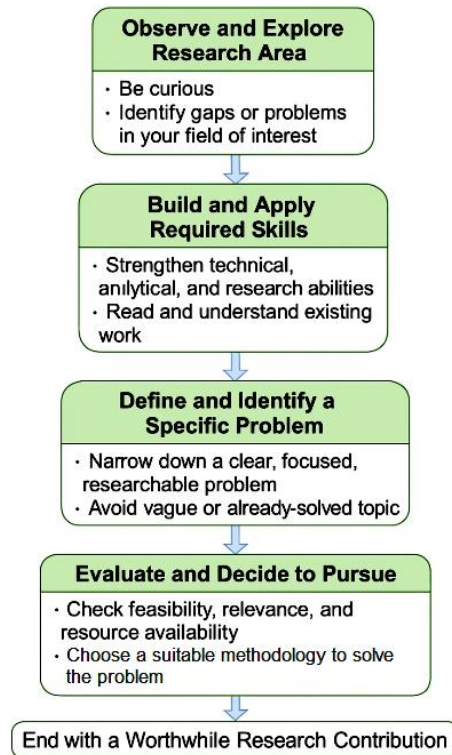 Observe and Explore
Research Area
· Be curious
· Identify gaps or problems
in your field of interest
Build and Apply
Required Skills
· Strengthen technical,
anılytical, and research abilities
· Read and understand existing
work
Define and Identify a
Specific Problem
· Narrow down a clear, focused,
researchable problem
· Avoid vague or already-solved topic
Evaluate and Decide to Pursue
· Check feasibility, relevance, and
resource availability
· Choose a suitable methodology to solve
the problem
End with a Worthwhile Research Contribution